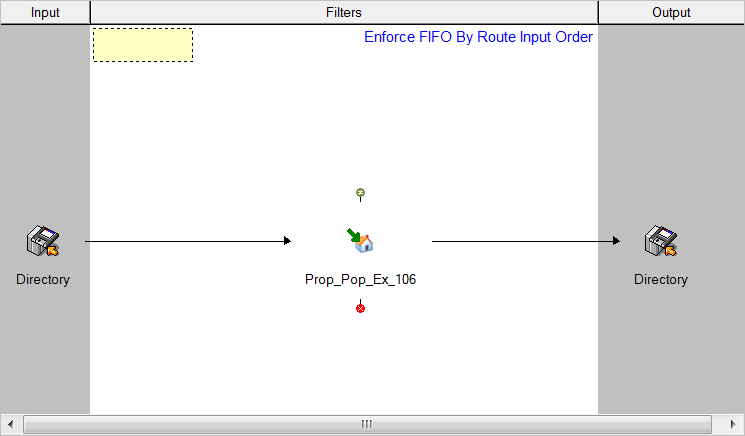 Input
Filters
Output
Enforce FIFO By Route Input Order
Directory
Prop_Pop_Ex_106
Directory